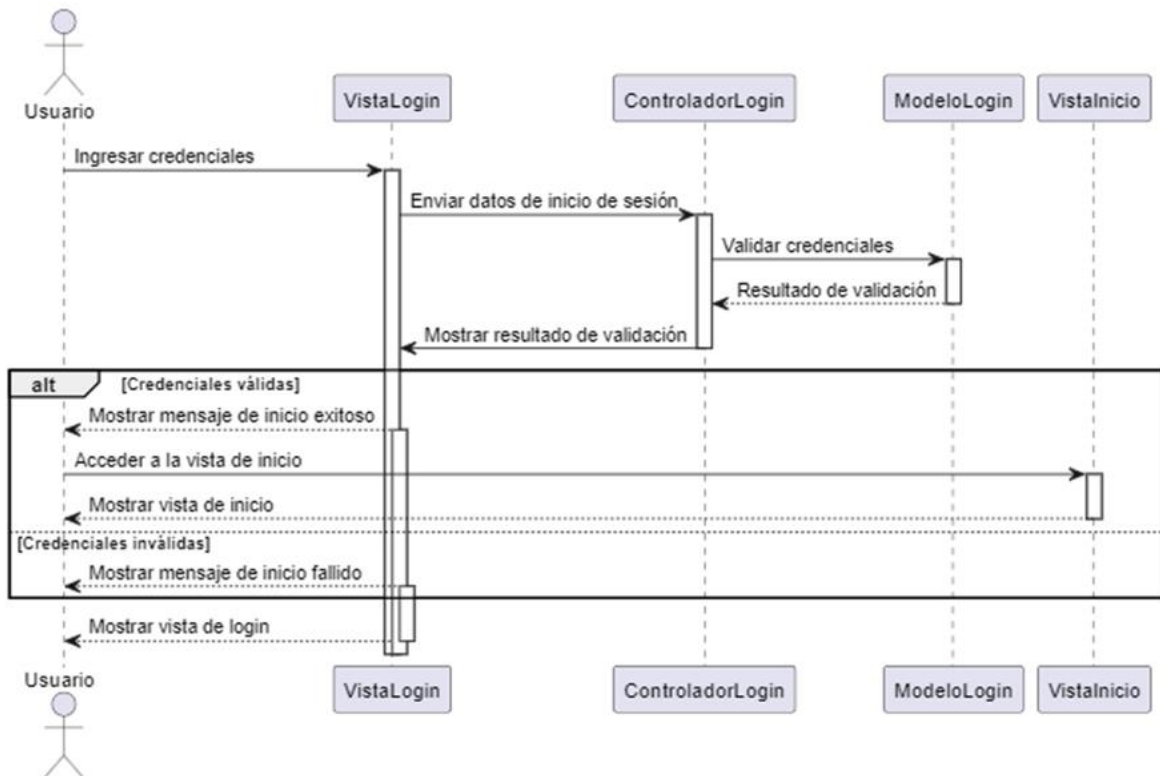 Usuario
VistaLogin
ControladorLogin
ModeloLogin
VistaInicio
Ingresar credenciales
Enviar datos de inicio de sesión
Validar credenciales
Resultado de validación
Mostrar resultado de validación
alt
[Credenciales válidas]
Mostrar mensaje de inicio exitoso
Acceder a la vista de inicio
Mostrar vista de inicio
[Credenciales inválidas]
Mostrar mensaje de inicio fallido
Mostrar vista de login
Usuario
VistaLogin
ControladorLogin
ModeloLogin
VistaInicio